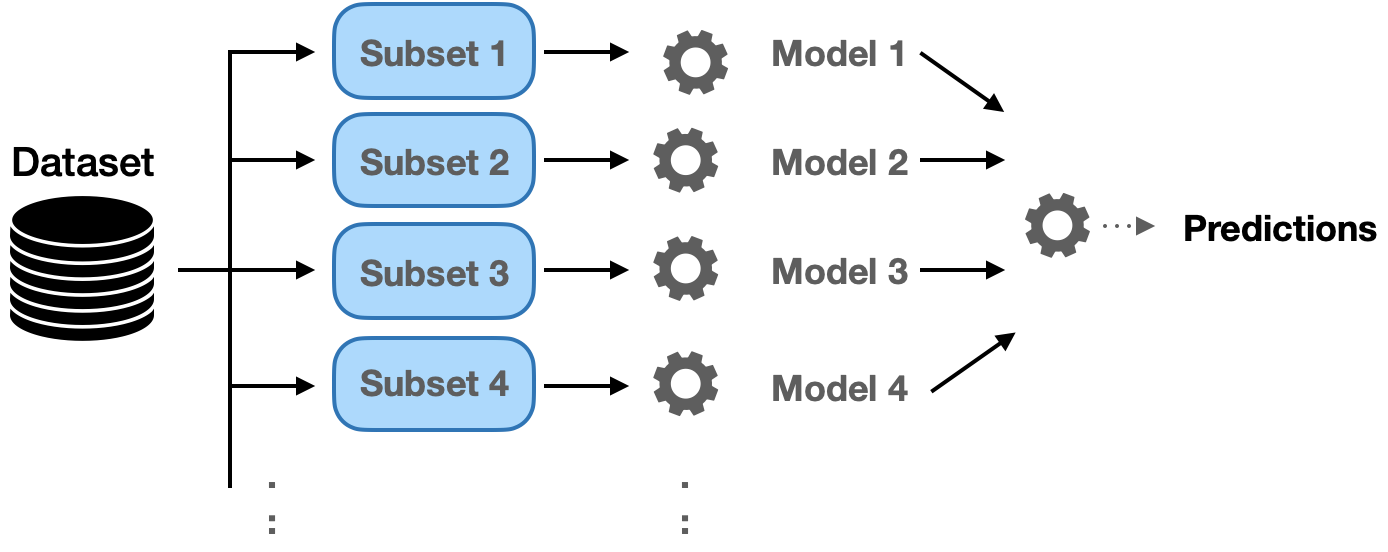 Subset 1
Model 1
Dataset
Subset 2
Model 2
Predictions
Subset 3
Model 3
Subset 4
Model 4